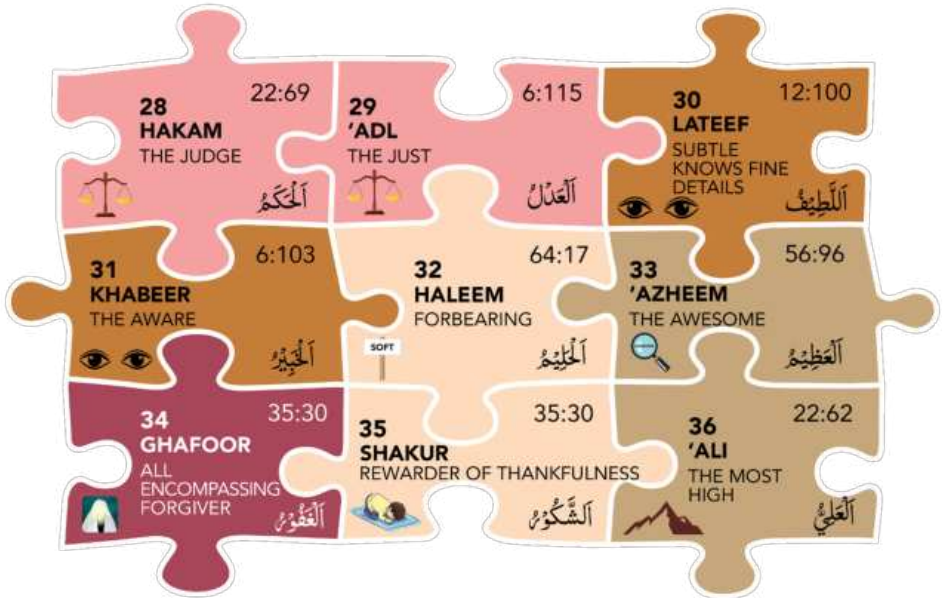 28 22:69
HAKAM
THE JUDGE
اَلْحَكَمُ
29 6:115
'ADL
THE JUST
اَلْعَدْلُ
30 12:100
LATEEF
SUBTLE
KNOWS FINE
DETAILS
اَللَّطِيْفُ
31 6:103
KHABEER
THE AWARE
اَلْخَبِيْرُ
32 64:17
HALEEM
FORBEARING
SOFT
اَلْحَلِيْمُ
33 56:96
'AZHEEM
THE AWESOME
اَلْعَظِيْمُ
34 35:30
GHAFOOR
ALL
ENCOMPASSING
FORGIVER
اَلْغَفُوْرُ
35 35:30
SHAKUR
REWARDER OF THANKFULNESS
اَلشَّكُوْرُ
36 22:62
'ALI
THE MOST
HIGH
اَلْعَلِيُّ